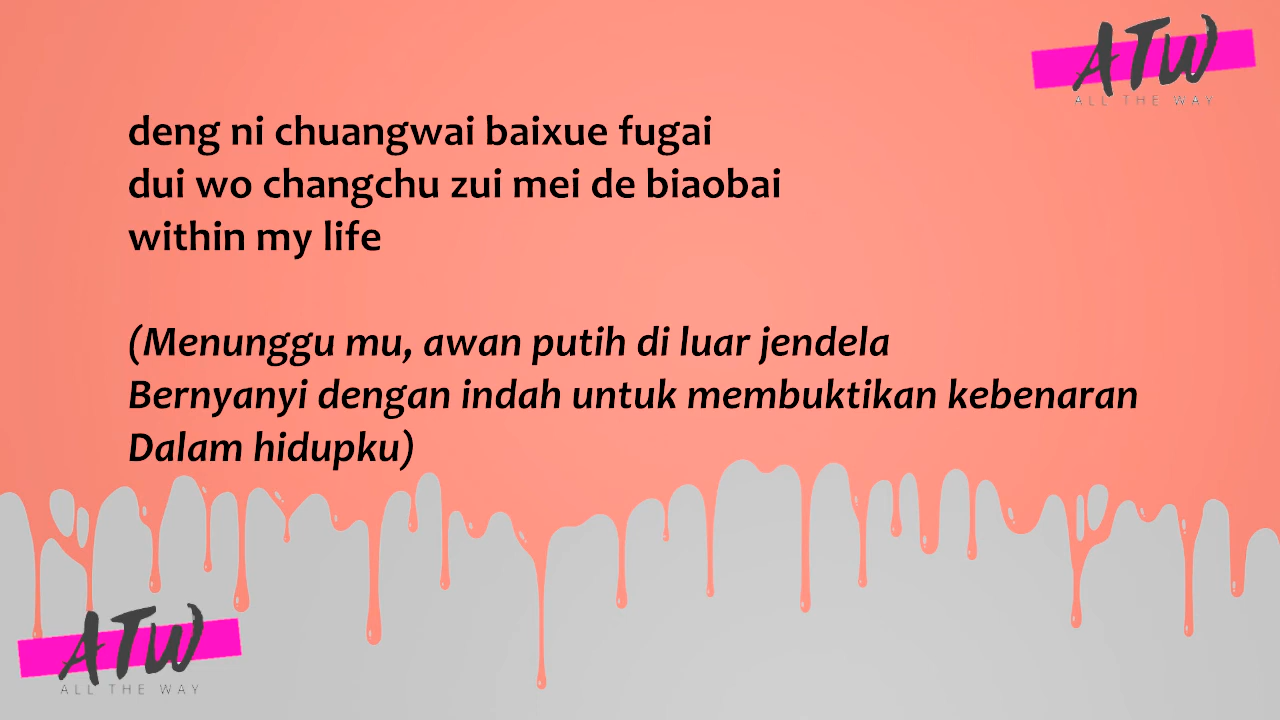 ATW
ALL THE WAY
deng ni chuangwai baixue fugai
dui wo changchu zui mei de biaobai
within my life
(Menunggu mu, awan putih di luar jendela
Bernyanyi dengan indah untuk membuktikan kebenaran
Dalam hidupku)
ATW
ALL THE WAY